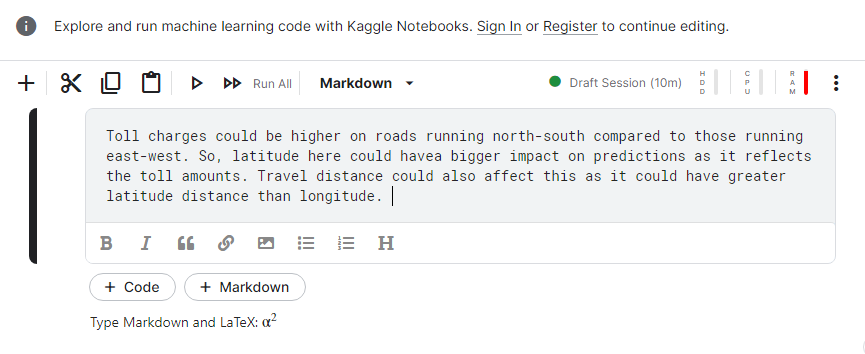 Explore and run machine learning code with Kaggle Notebooks. Sign In or Register to continue editing.
Run All Markdown Draft Session (10m) HDD CPU RAM
Toll charges could be higher on roads running north-south compared to those running
east-west. So, latitude here could havea bigger impact on predictions as it reflects
the toll amounts. Travel distance could also affect this as it could have greater
latitude distance than longitude.
B I H
+ Code + Markdown
Type Markdown and LaTeX: α²